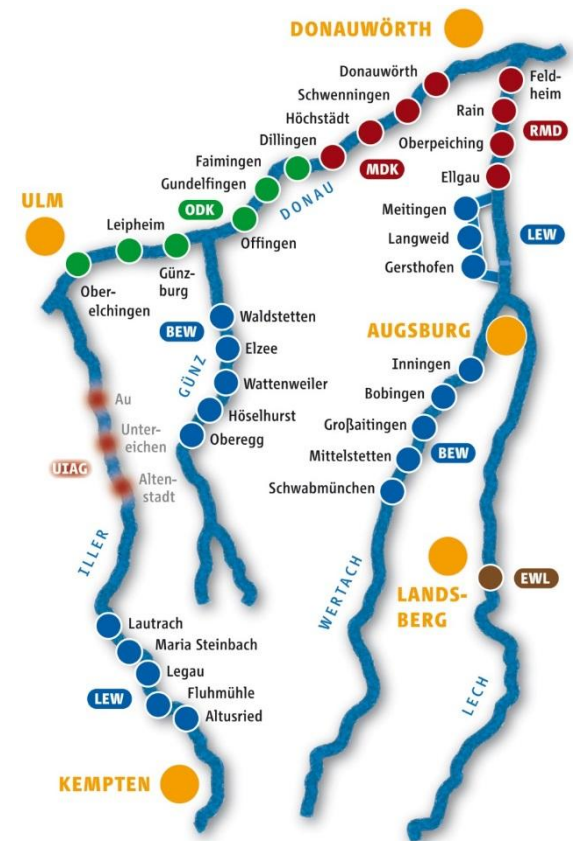 DONAUWÖRTH
Donauwörth
Schwenningen
Höchstädt
Dillingen
Faimingen
Gundelfingen
MDK
ODK
DONAU
Feld-
heim
Rain
RMD
Oberpeiching
Ellgau
Meitingen
Langweid
LEW
Gersthofen
ULM
Leipheim
Offingen
Günz-
burg
Ober-
elchingen
BEW
Waldstetten
Elzee
GÜNZ
Wattenweiler
Höselhurst
Oberegg
AUGSBURG
Inningen
Bobingen
Großaitingen
Mittelstetten
BEW
Schwabmünchen
Au
Unter-
eichen
UIAG
Alten-
stadt
ILLER
WERTACH
LANDS-
BERG
EWL
LECH
Lautrach
Maria Steinbach
Legau
LEW
Fluhmühle
Altusried
KEMPTEN